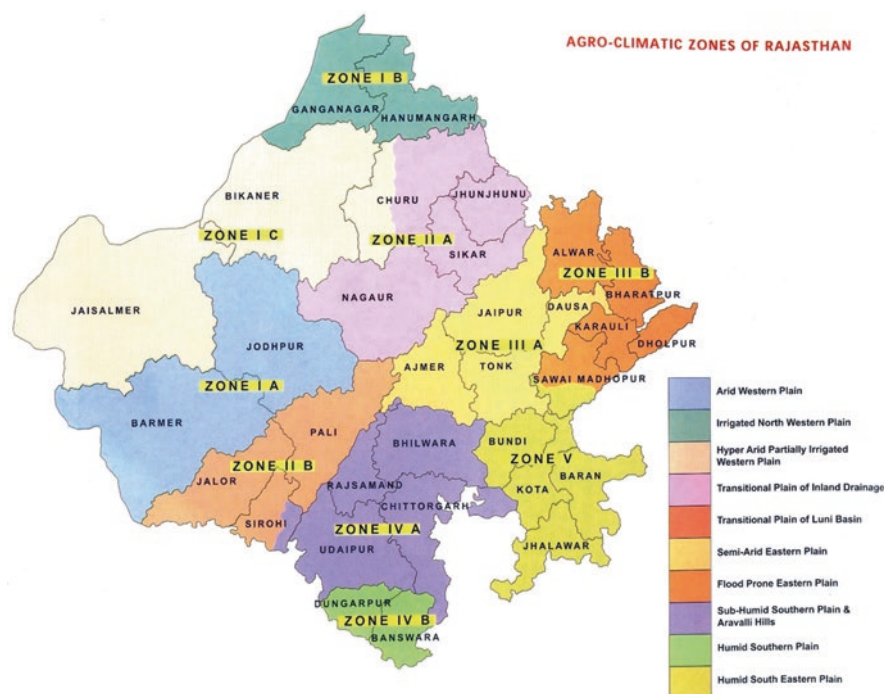 AGRO-CLIMATIC ZONES OF RAJASTHAN
ZONE I B
GANGANAGAR
HANUMANGARH
BIKANER
CHURU
JHUNJHUNU
ZONE I C
ZONE II A
SIKAR
ALWAR
ZONE III B
JAISALMER
NAGAUR
BHARATPUR
JAIPUR
DAUSA
KARAULI
JODHPUR
ZONE III A
DHOLPUR
AJMER
TONK
SAWAI MADHOPUR
ZONE I A
BARMER
PALI
BHILWARA
BUNDI
ZONE II B
ZONE V
JALOR
RAJSAMAND
KOTA
BARAN
CHITTORGARH
SIROHI
ZONE IV A
UDAIPUR
JHALAWAR
DUNGARPUR
ZONE IV B
BANSWARA
Arid Western Plain
Irrigated North Western Plain
Hyper Arid Partially Irrigated
Western Plain
Transitional Plain of Inland Drainage
Transitional Plain of Luni Basin
Semi-Arid Eastern Plain
Flood Prone Eastern Plain
Sub-Humid Southern Plain &
Aravalli Hills
Humid Southern Plain
Humid South Eastern Plain